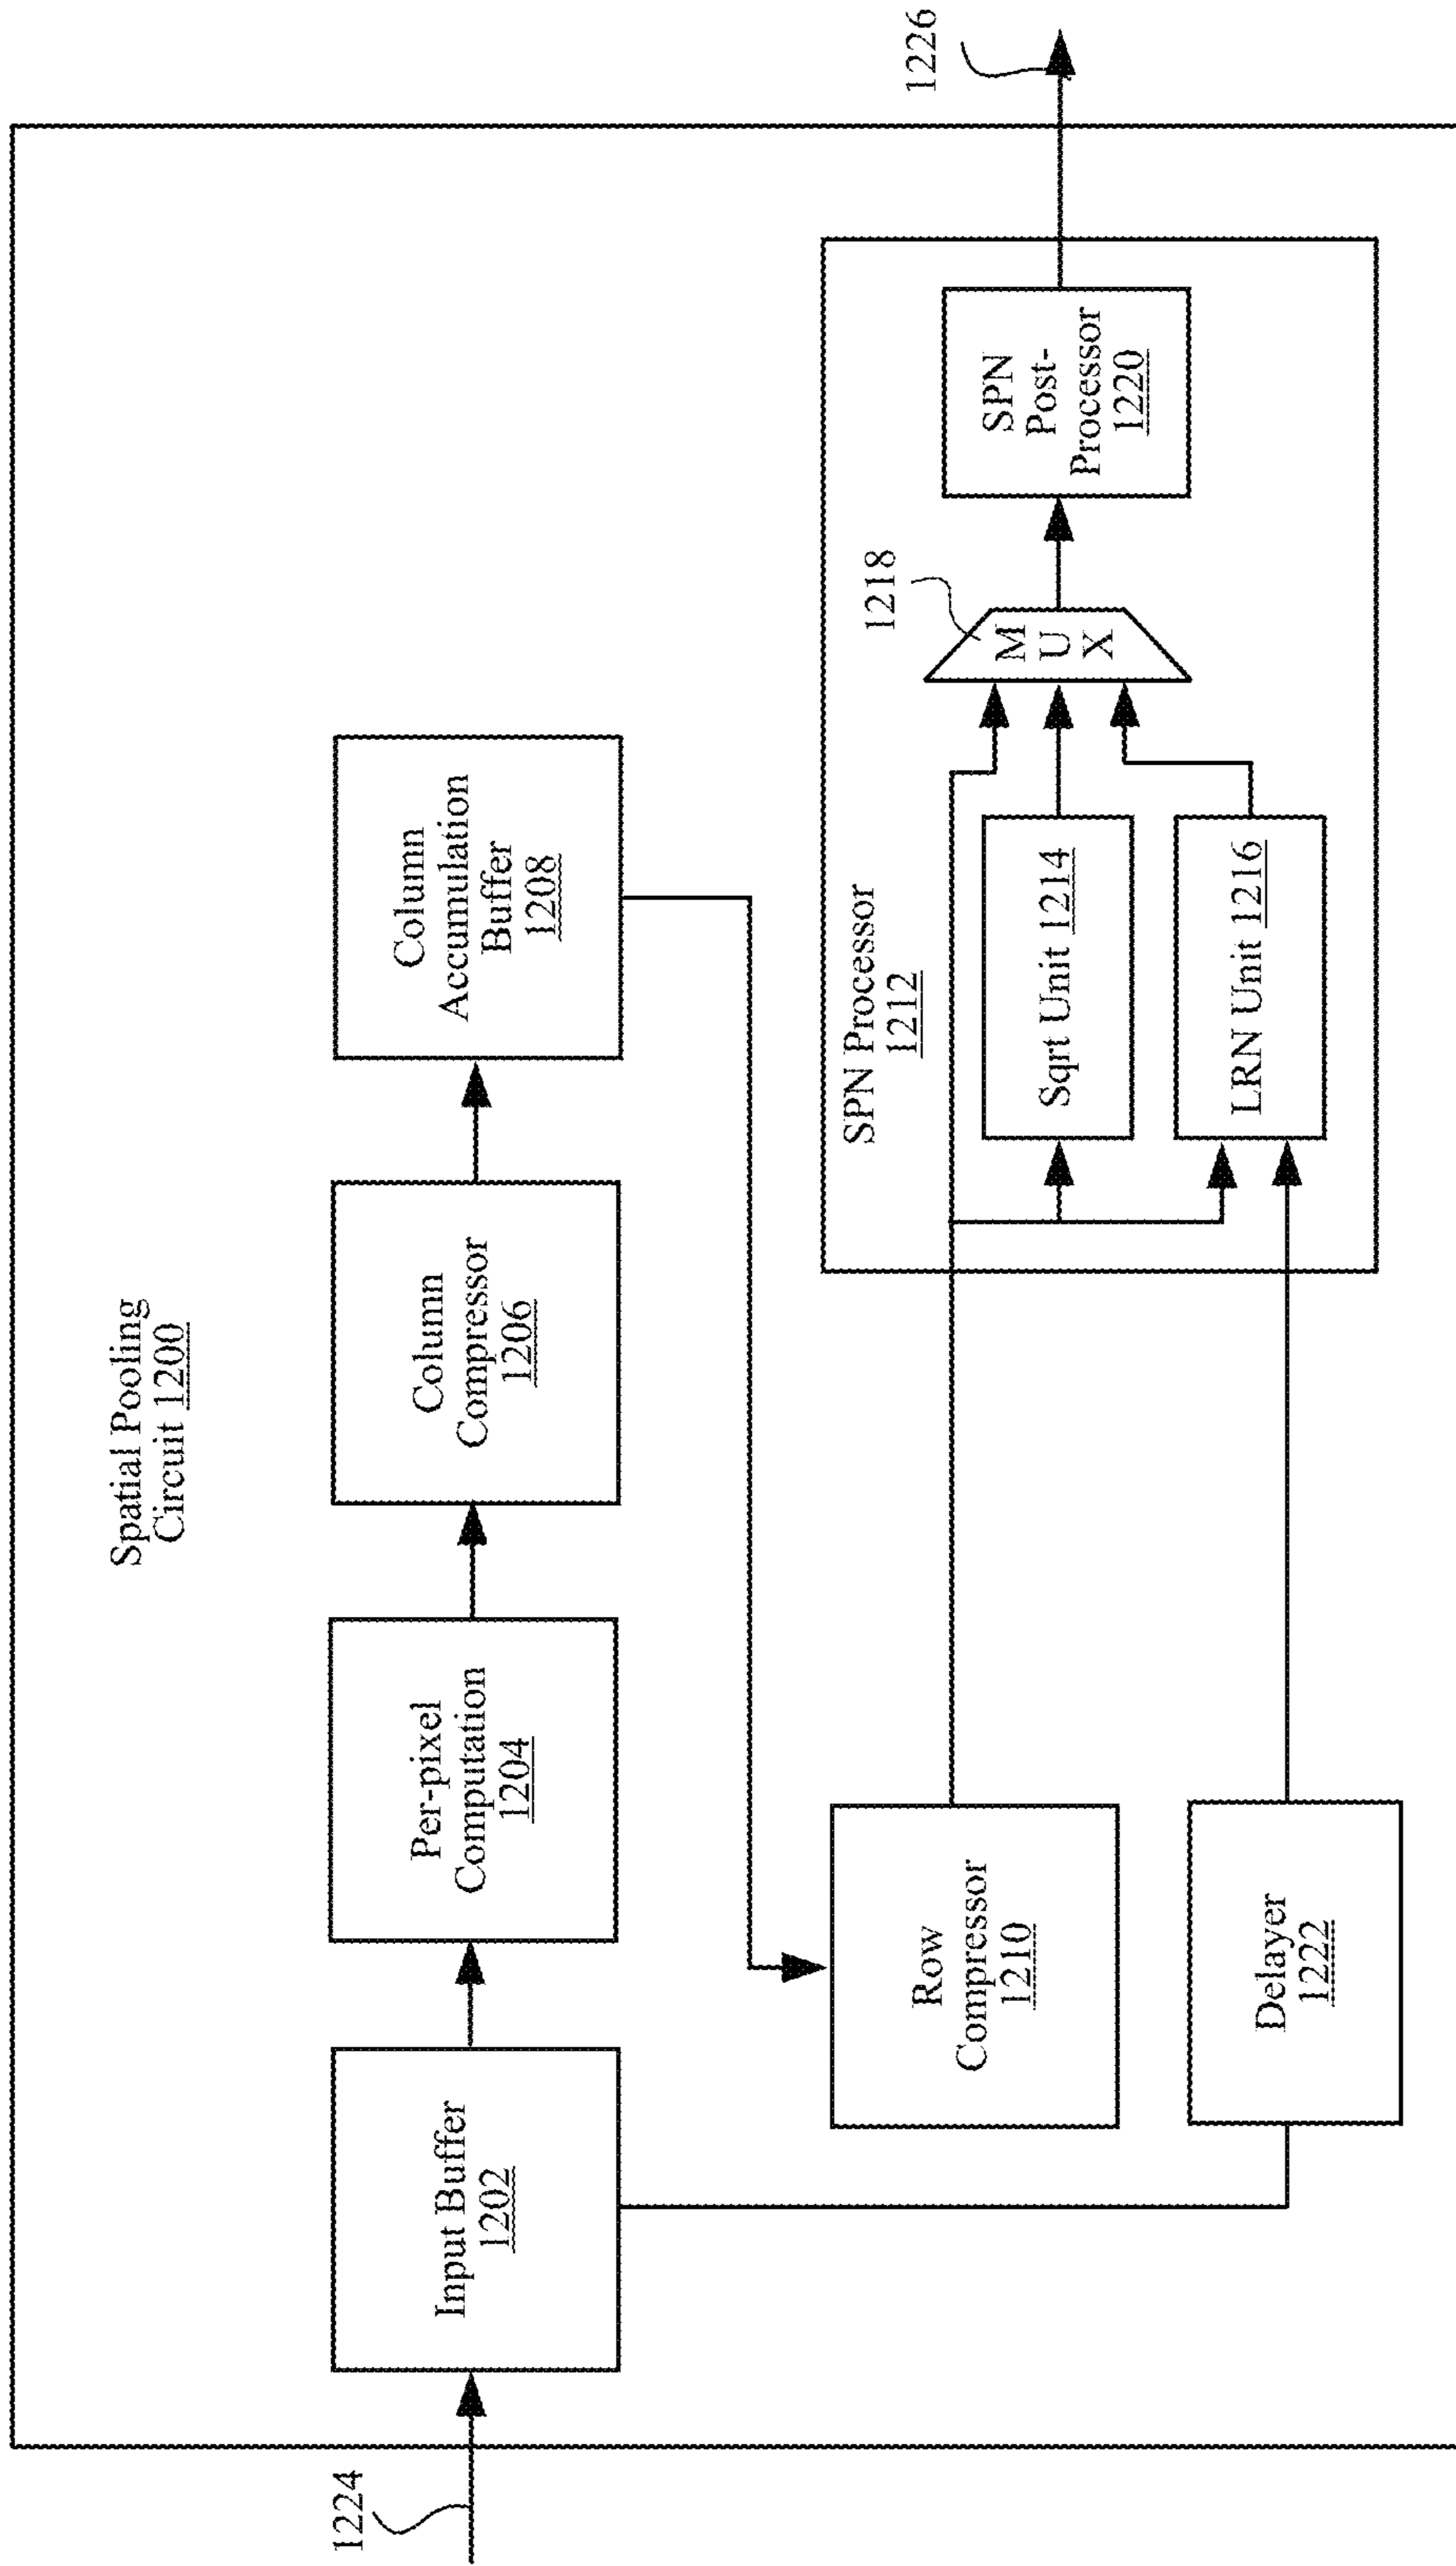 Spatial Pooling
Circuit 1200
1224
Input Buffer
1202
Per-pixel
Computation
1204
Column
Compressor
1206
Column
Accumulation
Buffer
1208
Row
Compressor
1210
Delayer
1222
SPN Processor
1212
Sqrt Unit 1214
LRN Unit 1216
1218
M
U
X
SPN
Post-
Processor
1220
1226